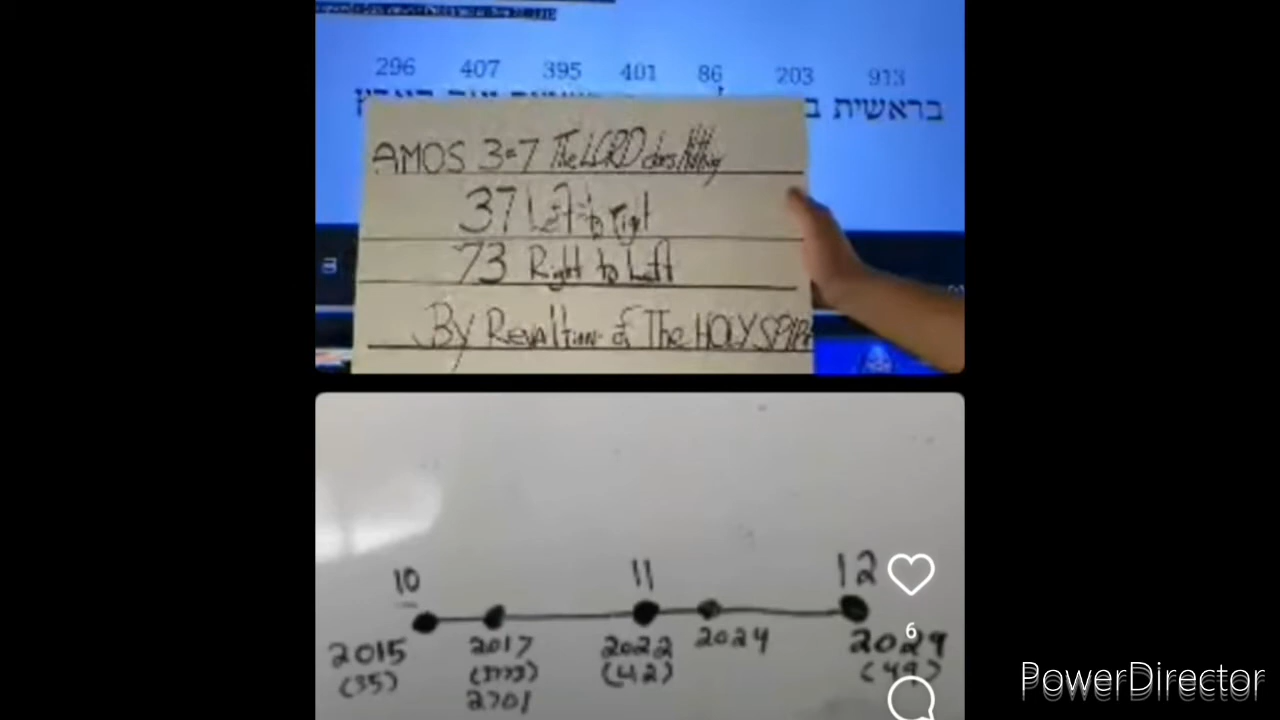 296 407 395 401 86 203 913
בראשית ב
AMOS 3=7 The LORD does Nothing
37 Left to right
73 Right to Left
By Revaltion of The HOLY SPIR
10 11 12
2015 2017 2022 2024 2029
(35) (42) (49)
2701
6
PowerDirector